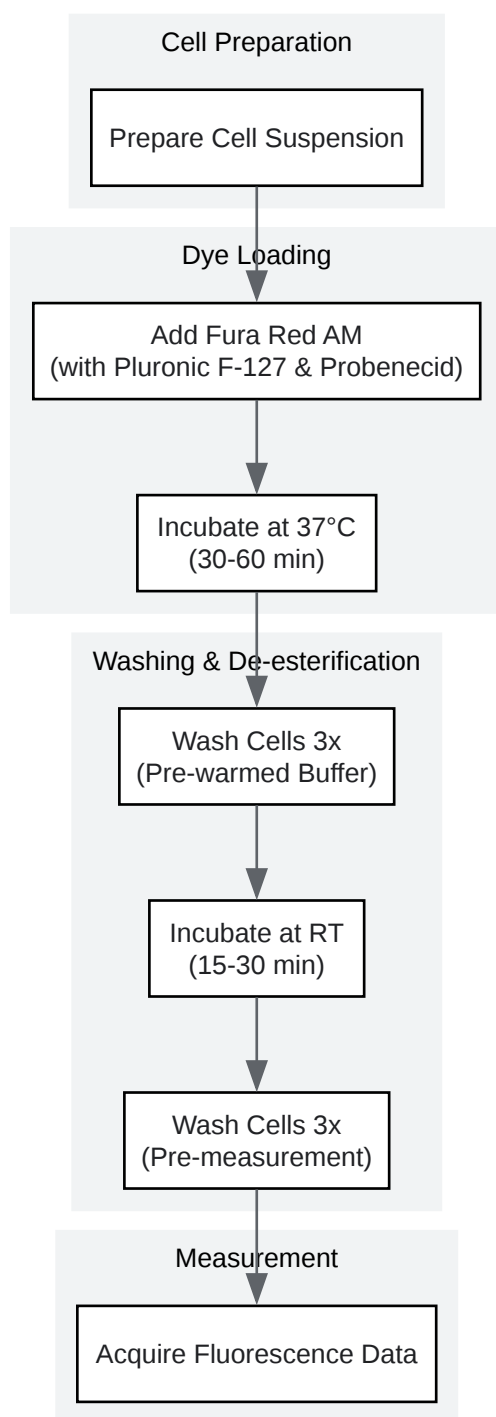 Cell Preparation
Prepare Cell Suspension
Dye Loading
Add Fura Red AM
(with Pluronic F-127 & Probenecid)
Incubate at 37°C
(30-60 min)
Washing & De-esterification
Wash Cells 3x
(Pre-warmed Buffer)
Incubate at RT
(15-30 min)
Wash Cells 3x
(Pre-measurement)
Measurement
Acquire Fluorescence Data